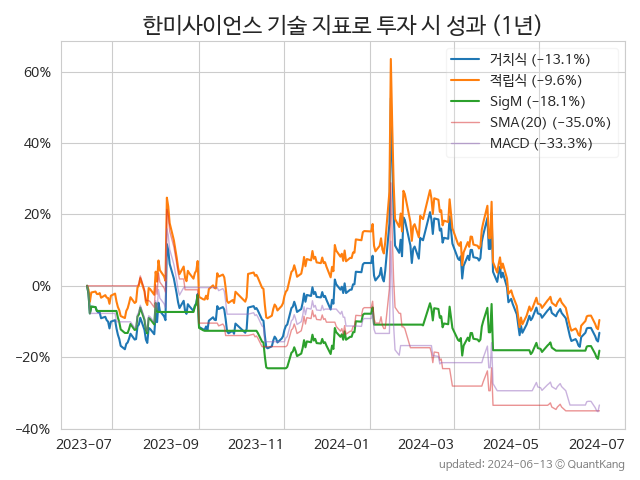 한미사이언스 기술 지표로 투자 시 성과 (1년)
거치식 (−13.1%)
적립식 (−9.6%)
SigM (−18.1%)
SMA(20) (−35.0%)
MACD (−33.3%)
60%
40%
20%
0%
−20%
−40%
2023-07 2023-09 2023-11 2024-01 2024-03 2024-05 2024-07
updated: 2024-06-13 ⓒ QuantKang